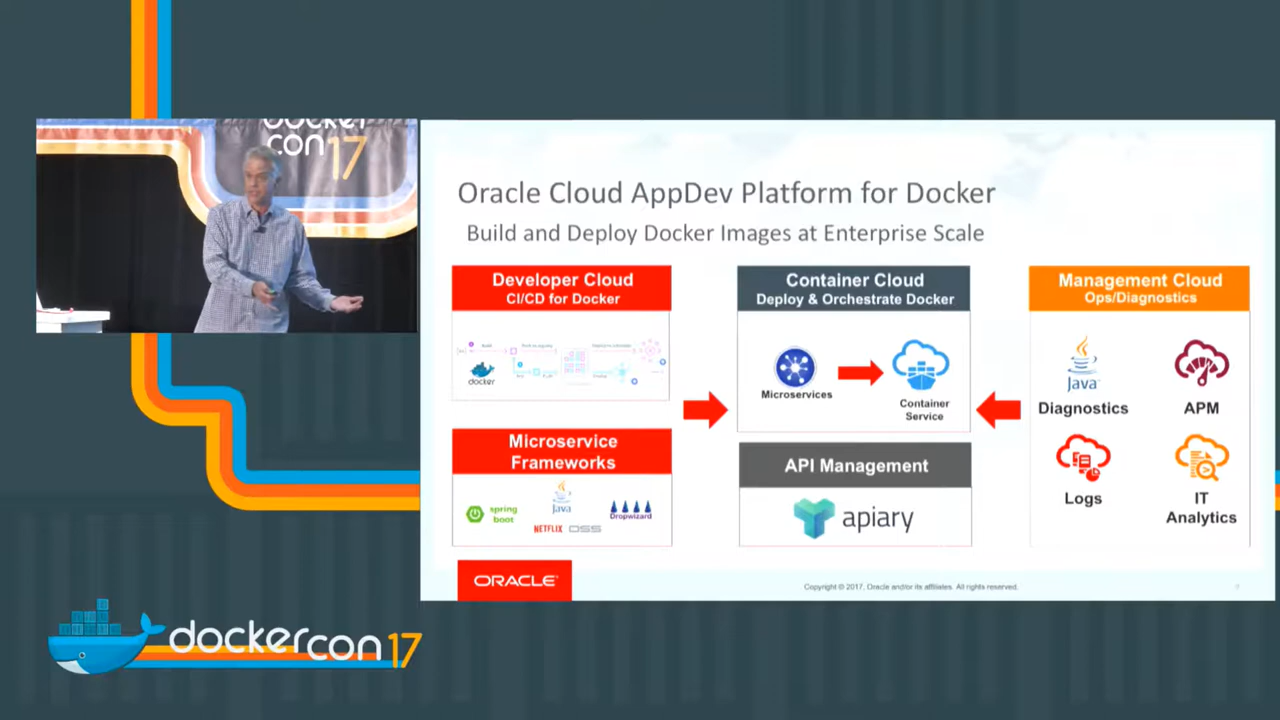 docker
con 17
Oracle Cloud AppDev Platform for Docker
Build and Deploy Docker Images at Enterprise Scale
Developer Cloud
CI/CD for Docker
docker
Microservice
Frameworks
spring
boot
Java
Dropwizard
NETFLIX OSS
Container Cloud
Deploy & Orchestrate Docker
Microservices
Container
Service
API Management
apiary
Management Cloud
Ops/Diagnostics
Java
Diagnostics
APM
Logs
IT
Analytics
ORACLE
Copyright © 2017, Oracle and/or its affiliates. All rights reserved.
dockercon 17